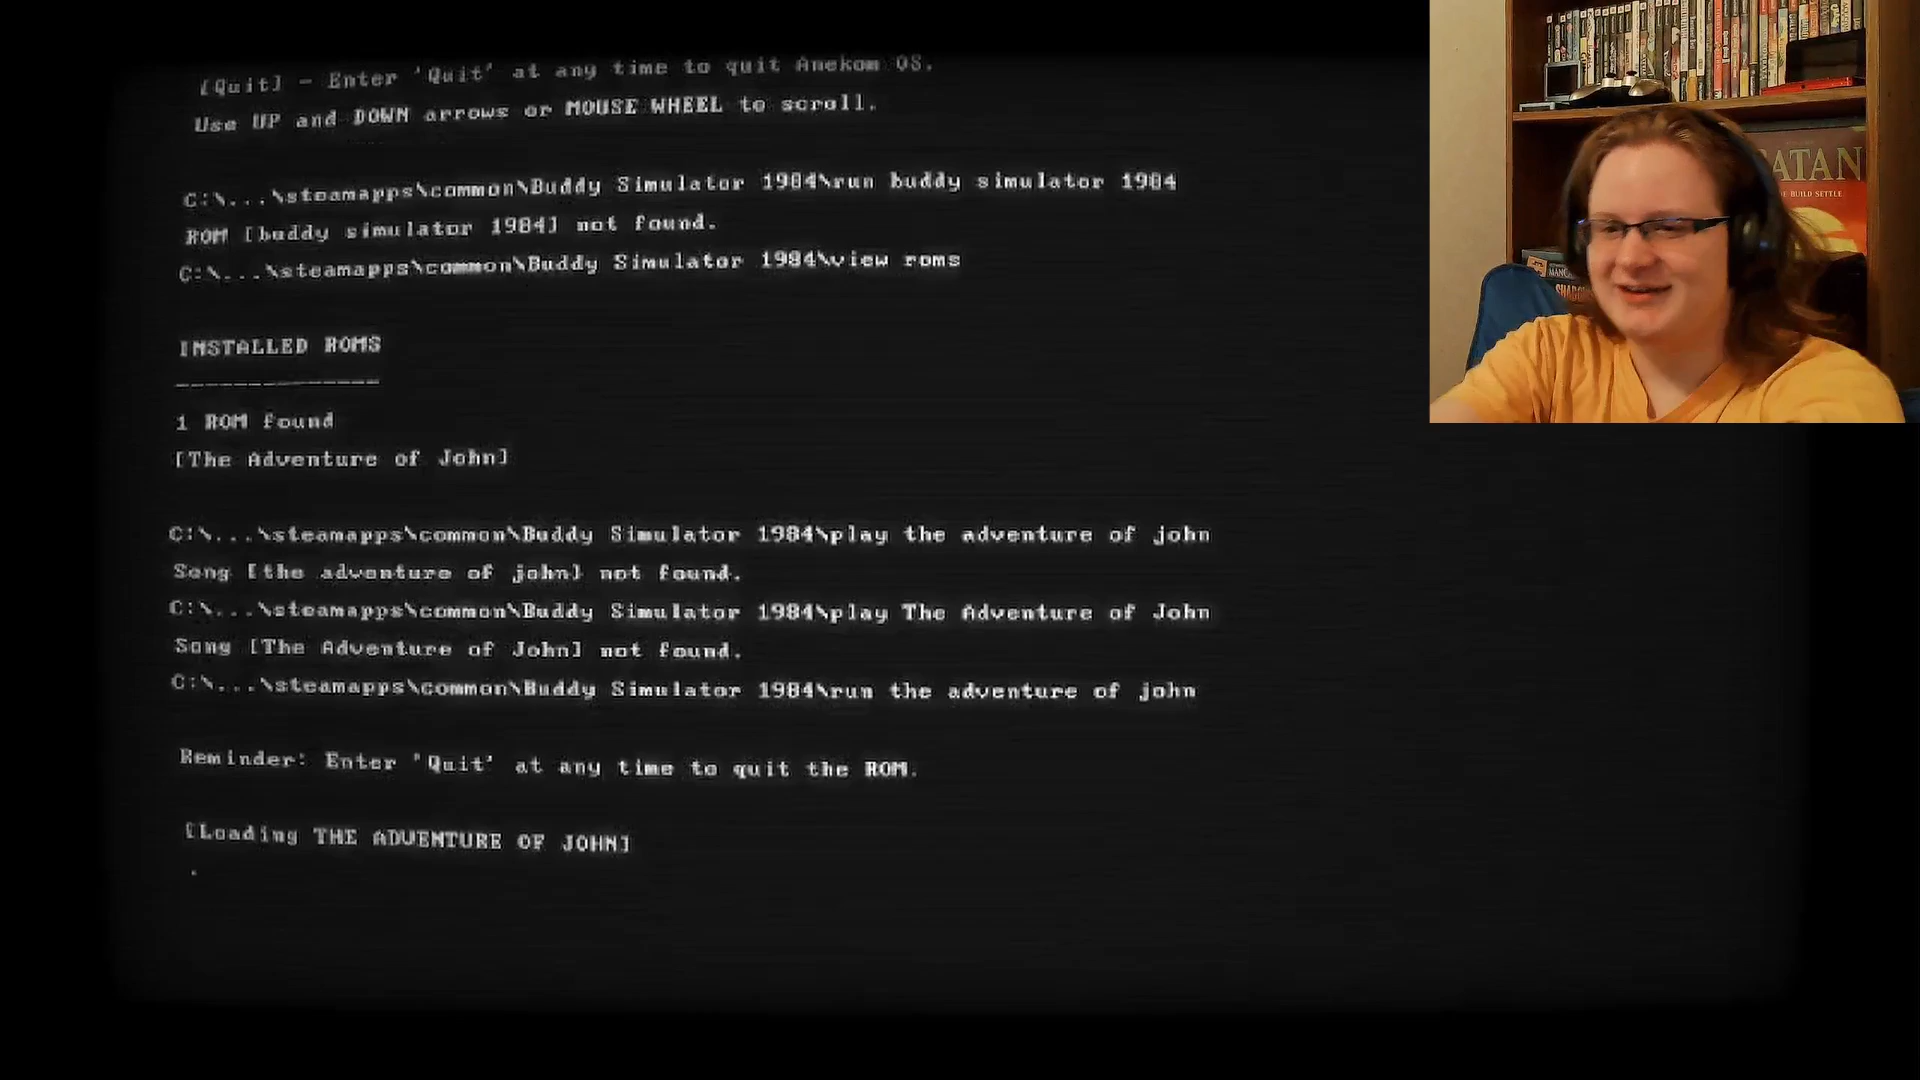 [Quit] - Enter 'Quit' at any time to quit Anekom OS.
Use UP and DOWN arrows or MOUSE WHEEL to scroll.
C:\...\steamapps\common\Buddy Simulator 1984\run buddy simulator 1984
ROM [buddy simulator 1984] not found.
C:\...\steamapps\common\Buddy Simulator 1984\view roms
INSTALLED ROMS
--------------
1 ROM found
[The Adventure of John]
C:\...\steamapps\common\Buddy Simulator 1984\play the adventure of john
Song [the adventure of john] not found.
C:\...\steamapps\common\Buddy Simulator 1984\play The Adventure of John
Song [The Adventure of John] not found.
C:\...\steamapps\common\Buddy Simulator 1984\run the adventure of john
Reminder: Enter 'Quit' at any time to quit the ROM.
[Loading THE ADVENTURE OF JOHN]
.
CATAN
BUILD SETTLE.